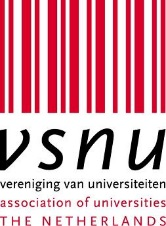 vsnu
vereniging van universiteiten
association of universities
THE NETHERLANDS